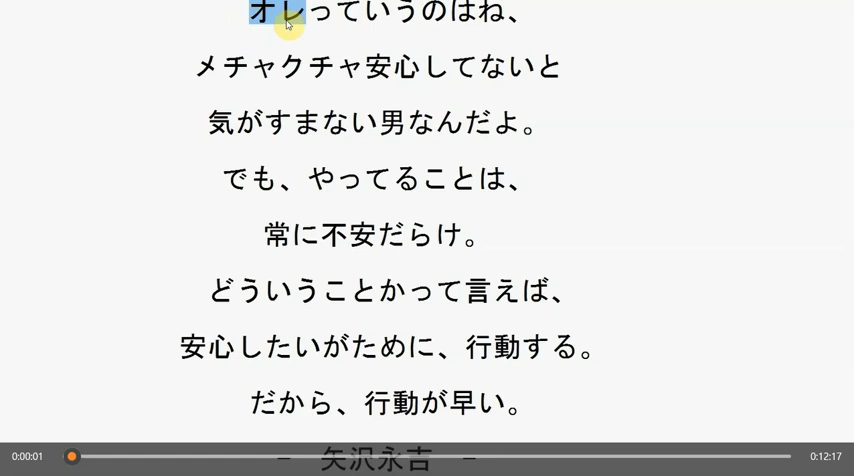 オレっていうのはね、
メチャクチャ安心してないと
気がすまない男なんだよ。
でも、やってることは、
常に不安だらけ。
どういうことかって言えば、
安心したいがために、行動する。
だから、行動が早い。
– 矢沢永吉 –
0:00:01
0:12:17